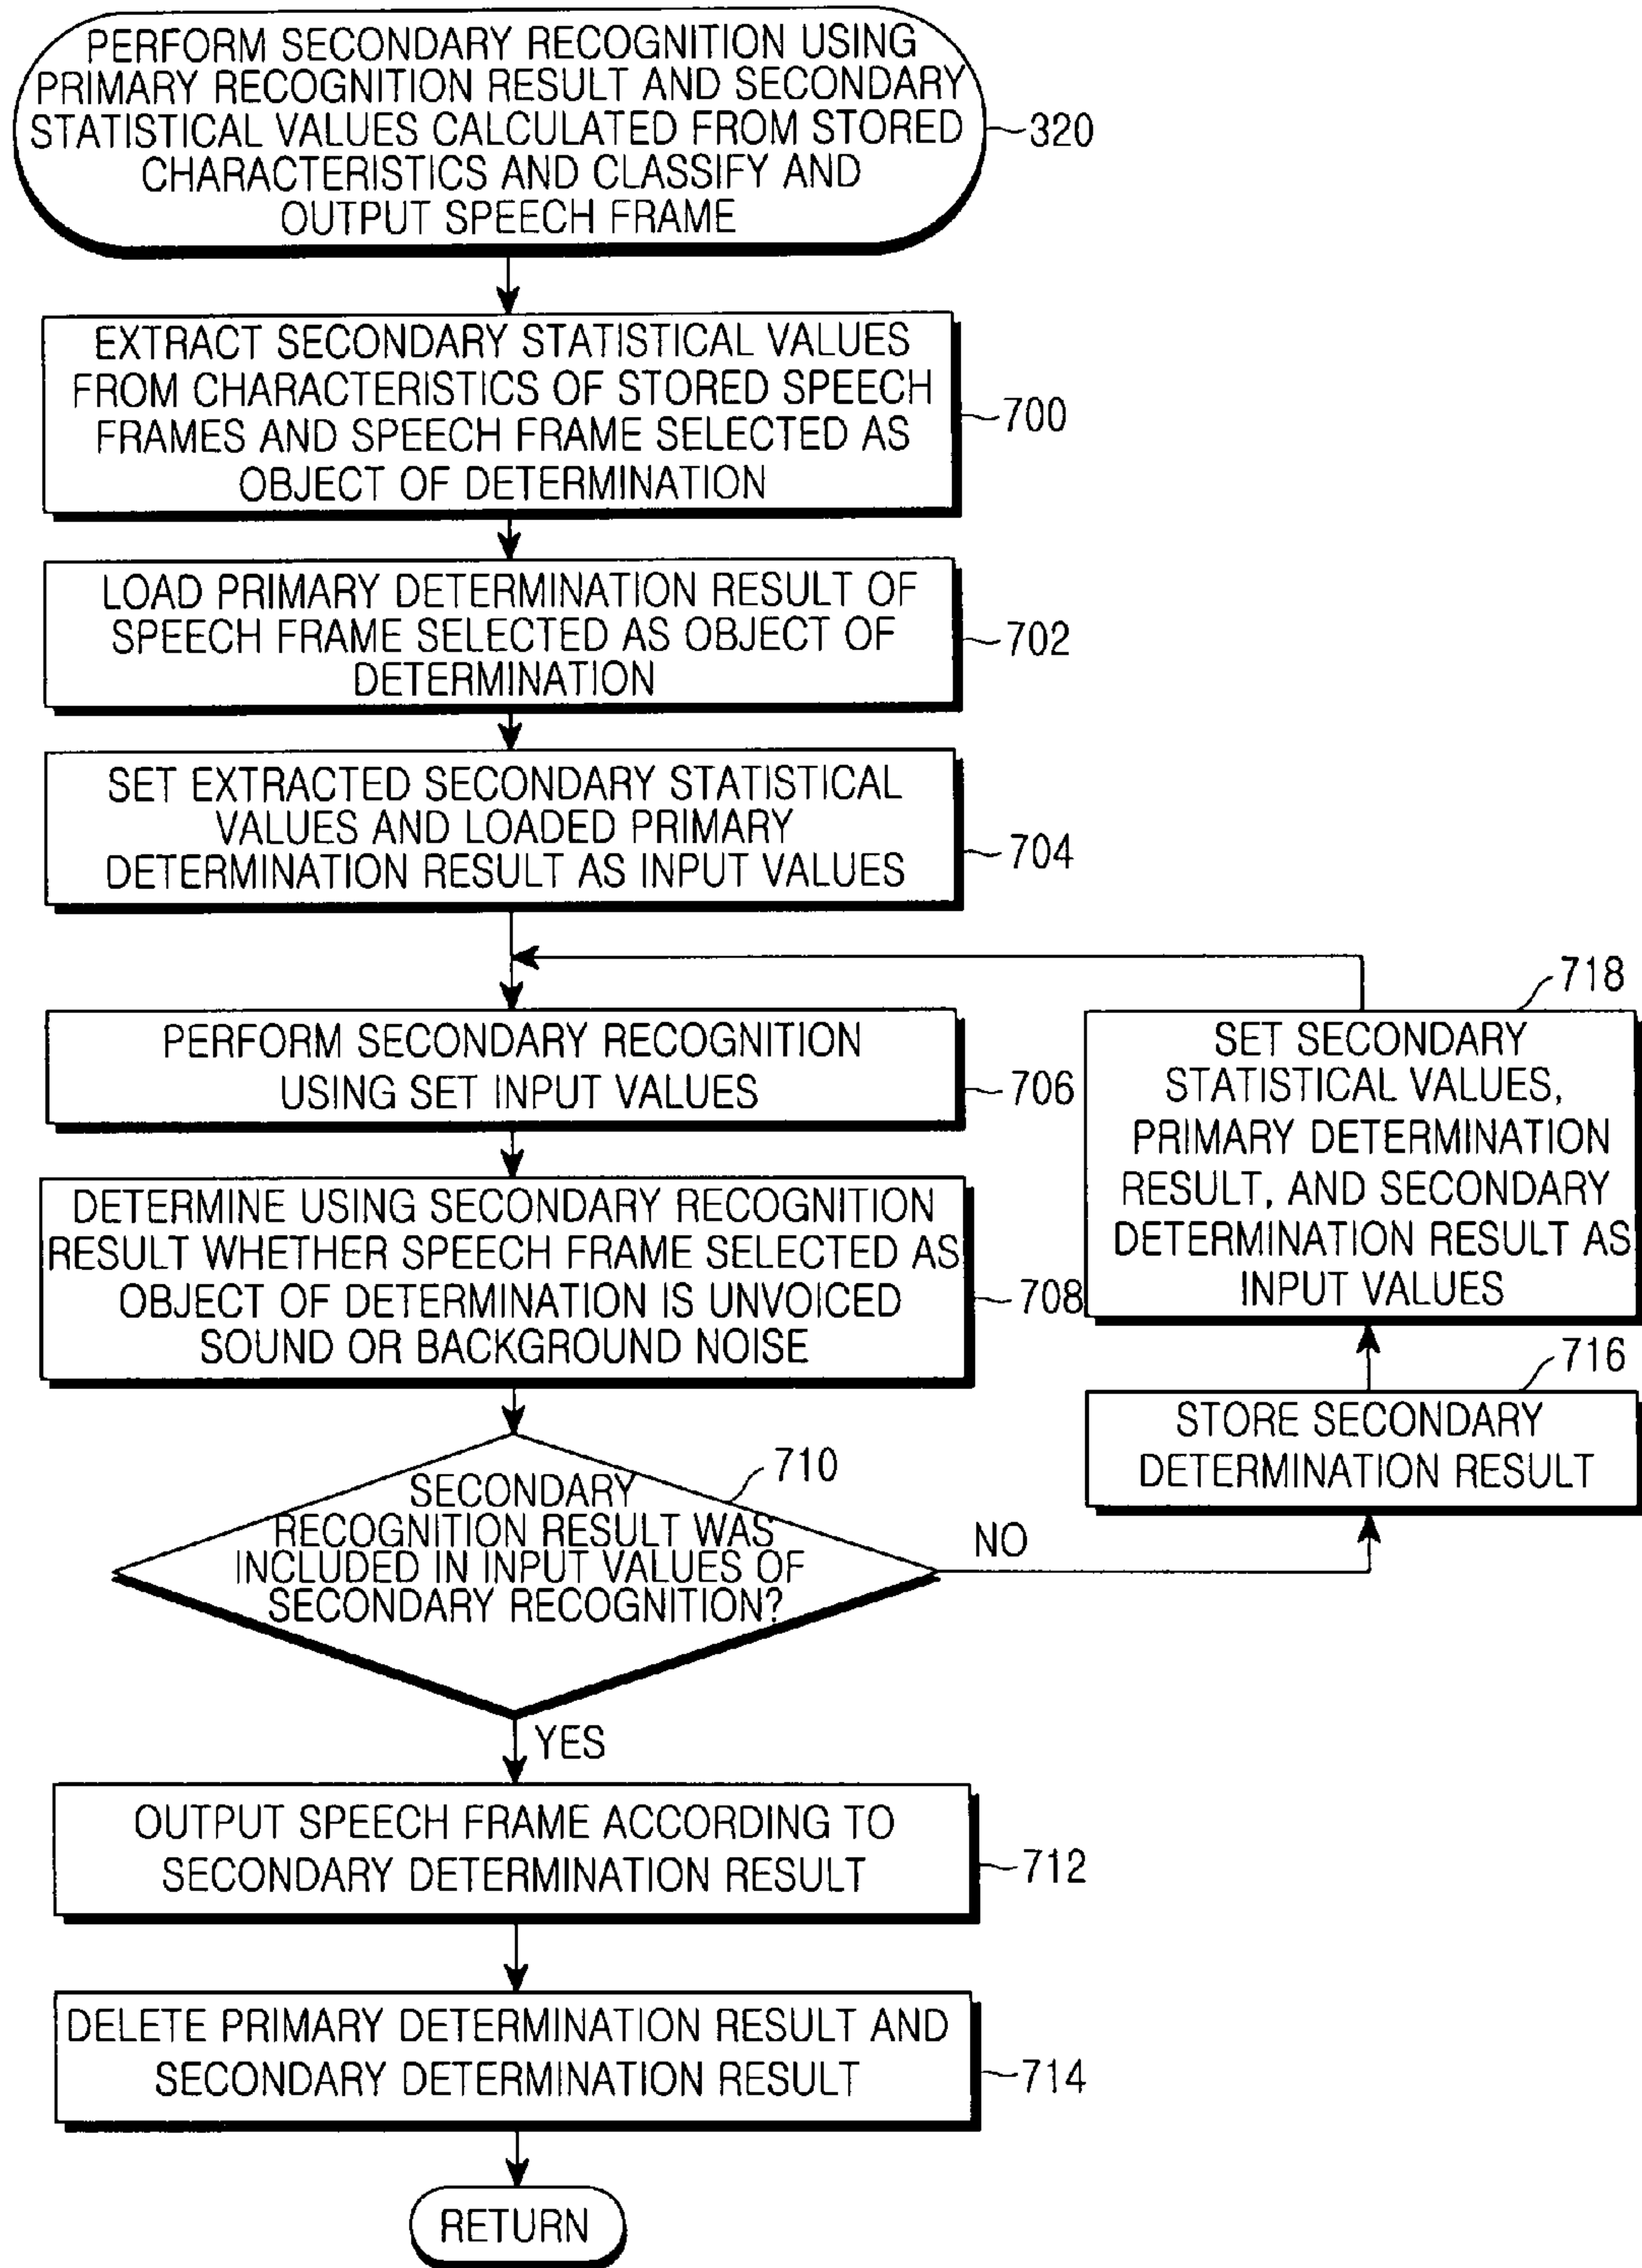 PERFORM SECONDARY RECOGNITION USING
PRIMARY RECOGNITION RESULT AND SECONDARY
STATISTICAL VALUES CALCULATED FROM STORED
CHARACTERISTICS AND CLASSIFY AND
OUTPUT SPEECH FRAME
320
EXTRACT SECONDARY STATISTICAL VALUES
FROM CHARACTERISTICS OF STORED SPEECH
FRAMES AND SPEECH FRAME SELECTED AS
OBJECT OF DETERMINATION
700
LOAD PRIMARY DETERMINATION RESULT OF
SPEECH FRAME SELECTED AS OBJECT OF
DETERMINATION
702
SET EXTRACTED SECONDARY STATISTICAL
VALUES AND LOADED PRIMARY
DETERMINATION RESULT AS INPUT VALUES
704
PERFORM SECONDARY RECOGNITION
USING SET INPUT VALUES
706
DETERMINE USING SECONDARY RECOGNITION
RESULT WHETHER SPEECH FRAME SELECTED AS
OBJECT OF DETERMINATION IS UNVOICED
SOUND OR BACKGROUND NOISE
708
710
SECONDARY
RECOGNITION RESULT WAS
INCLUDED IN INPUT VALUES OF
SECONDARY RECOGNITION?
NO
716
STORE SECONDARY
DETERMINATION RESULT
718
SET SECONDARY
STATISTICAL VALUES,
PRIMARY DETERMINATION
RESULT, AND SECONDARY
DETERMINATION RESULT AS
INPUT VALUES
YES
OUTPUT SPEECH FRAME ACCORDING TO
SECONDARY DETERMINATION RESULT
712
DELETE PRIMARY DETERMINATION RESULT AND
SECONDARY DETERMINATION RESULT
714
RETURN